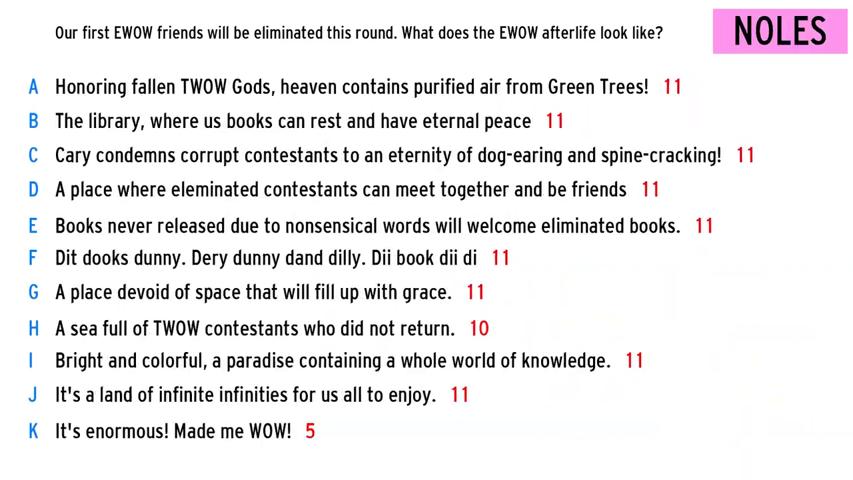 Our first EWOW friends will be eliminated this round. What does the EWOW afterlife look like?
NOLES
A Honoring fallen TWOW Gods, heaven contains purified air from Green Trees! 11
B The library, where us books can rest and have eternal peace 11
C Cary condemns corrupt contestants to an eternity of dog-earing and spine-cracking! 11
D A place where eleminated contestants can meet together and be friends 11
E Books never released due to nonsensical words will welcome eliminated books. 11
F Dit dooks dunny. Dery dunny dand dilly. Dii book dii di 11
G A place devoid of space that will fill up with grace. 11
H A sea full of TWOW contestants who did not return. 10
I Bright and colorful, a paradise containing a whole world of knowledge. 11
J It's a land of infinite infinities for us all to enjoy. 11
K It's enormous! Made me WOW! 5